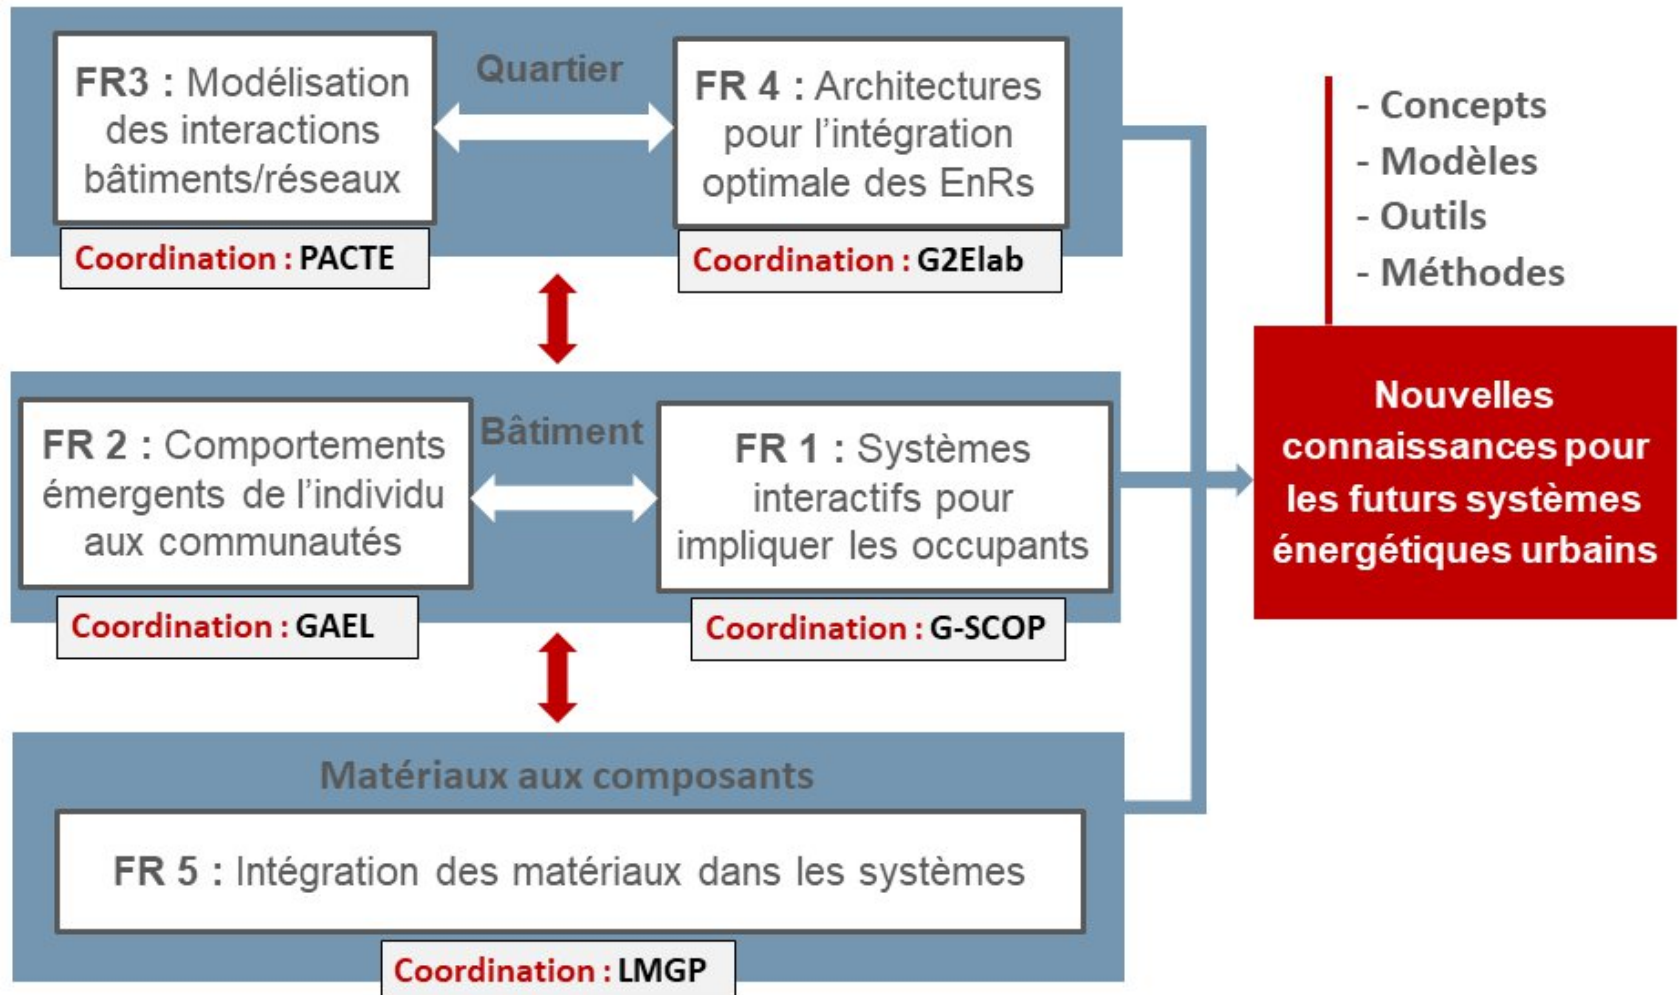 Quartier
FR3 : Modélisation
des interactions
bâtiments/réseaux
Coordination : PACTE
FR 4 : Architectures
pour l’intégration
optimale des EnRs
Coordination : G2Elab
Bâtiment
FR 2 : Comportements
émergents de l’individu
aux communautés
Coordination : GAEL
FR 1 : Systèmes
interactifs pour
impliquer les occupants
Coordination : G-SCOP
Matériaux aux composants
FR 5 : Intégration des matériaux dans les systèmes
Coordination : LMGP
- Concepts
- Modèles
- Outils
- Méthodes
Nouvelles
connaissances pour
les futurs systèmes
énergétiques urbains